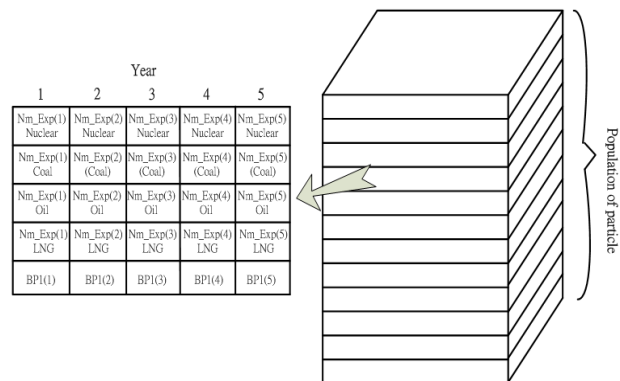 Year
1 2 3 4 5
Nm_Exp(1) Nm_Exp(2) Nm_Exp(3) Nm_Exp(4) Nm_Exp(5)
Nuclear Nuclear Nuclear Nuclear Nuclear
Nm_Exp(1) Nm_Exp(2) Nm_Exp(3) Nm_Exp(4) Nm_Exp(5)
Coal (Coal) (Coal) (Coal) (Coal)
Nm_Exp(1) Nm_Exp(2) Nm_Exp(3) Nm_Exp(4) Nm_Exp(5)
Oil Oil Oil Oil Oil
Nm_Exp(1) Nm_Exp(2) Nm_Exp(3) Nm_Exp(4) Nm_Exp(5)
LNG LNG LNG LNG LNG
BP1(1) BP1(2) BP1(3) BP1(4) BP1(5)
Population of particle